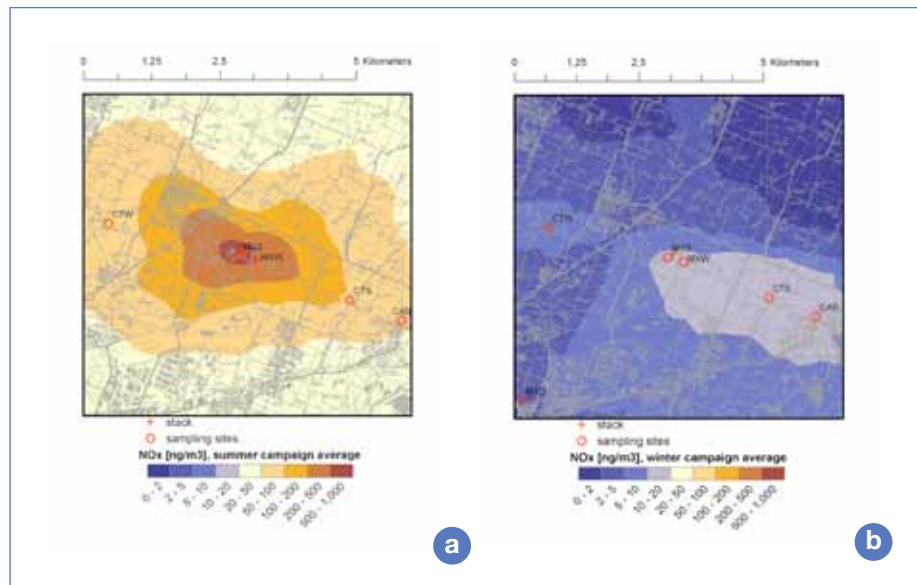 0 1,25 2,5 5 Kilometers
CTW
MXW
CTS
stack
sampling sites
NOx [ng/m3], summer campaign average
0 - 2
2 - 5
5 - 10
10 - 20
20 - 50
50 - 100
100 - 200
200 - 500
500 - 1,000
a
0 1,25 2,5 5 Kilometers
MXW
CTS
stack
sampling sites
NOx [ng/m3], winter campaign average
0 - 2
2 - 5
5 - 10
10 - 20
20 - 50
50 - 100
100 - 200
200 - 500
500 - 1,000
b